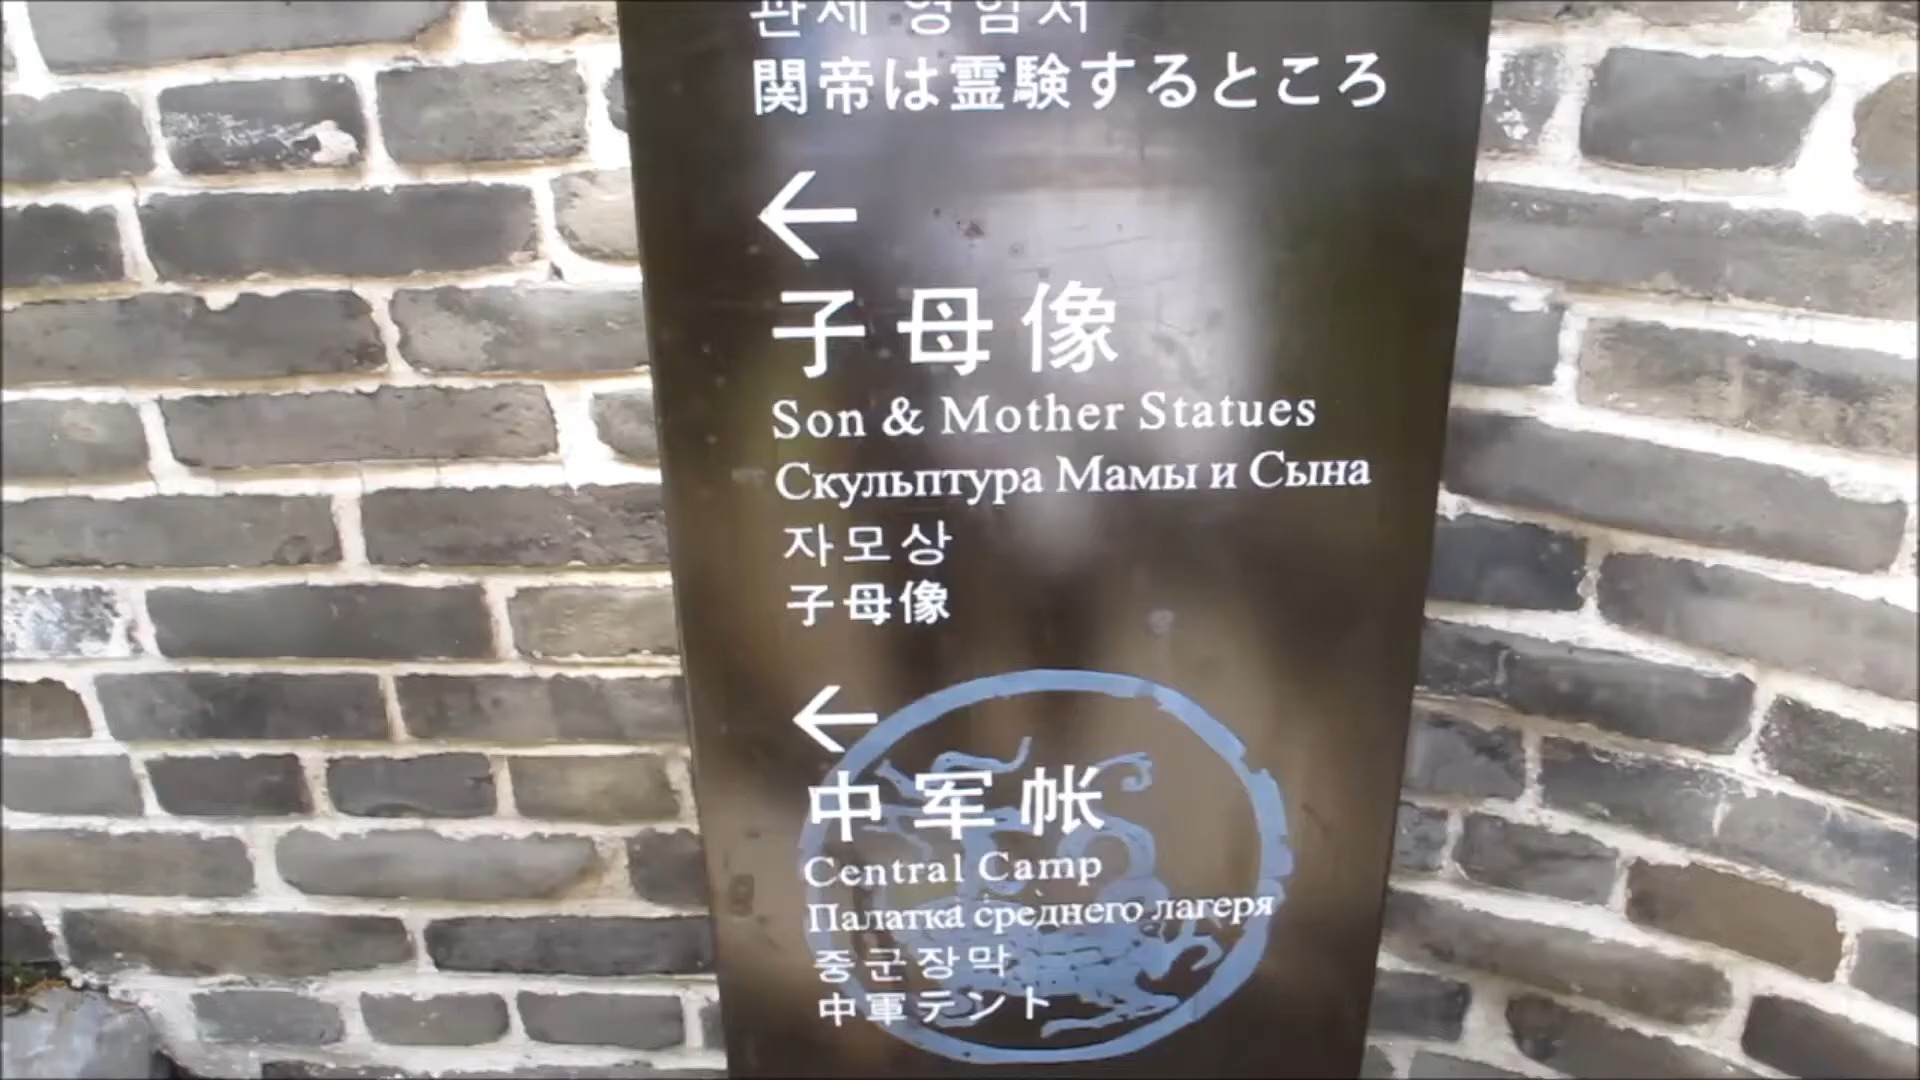 관제 영험처
関帝は霊験するところ
←
子母像
Son & Mother Statues
Скульптура Мамы и Сына
자모상
子母像
←
中军帐
Central Camp
Палатка среднего лагеря
중군장막
中軍テント